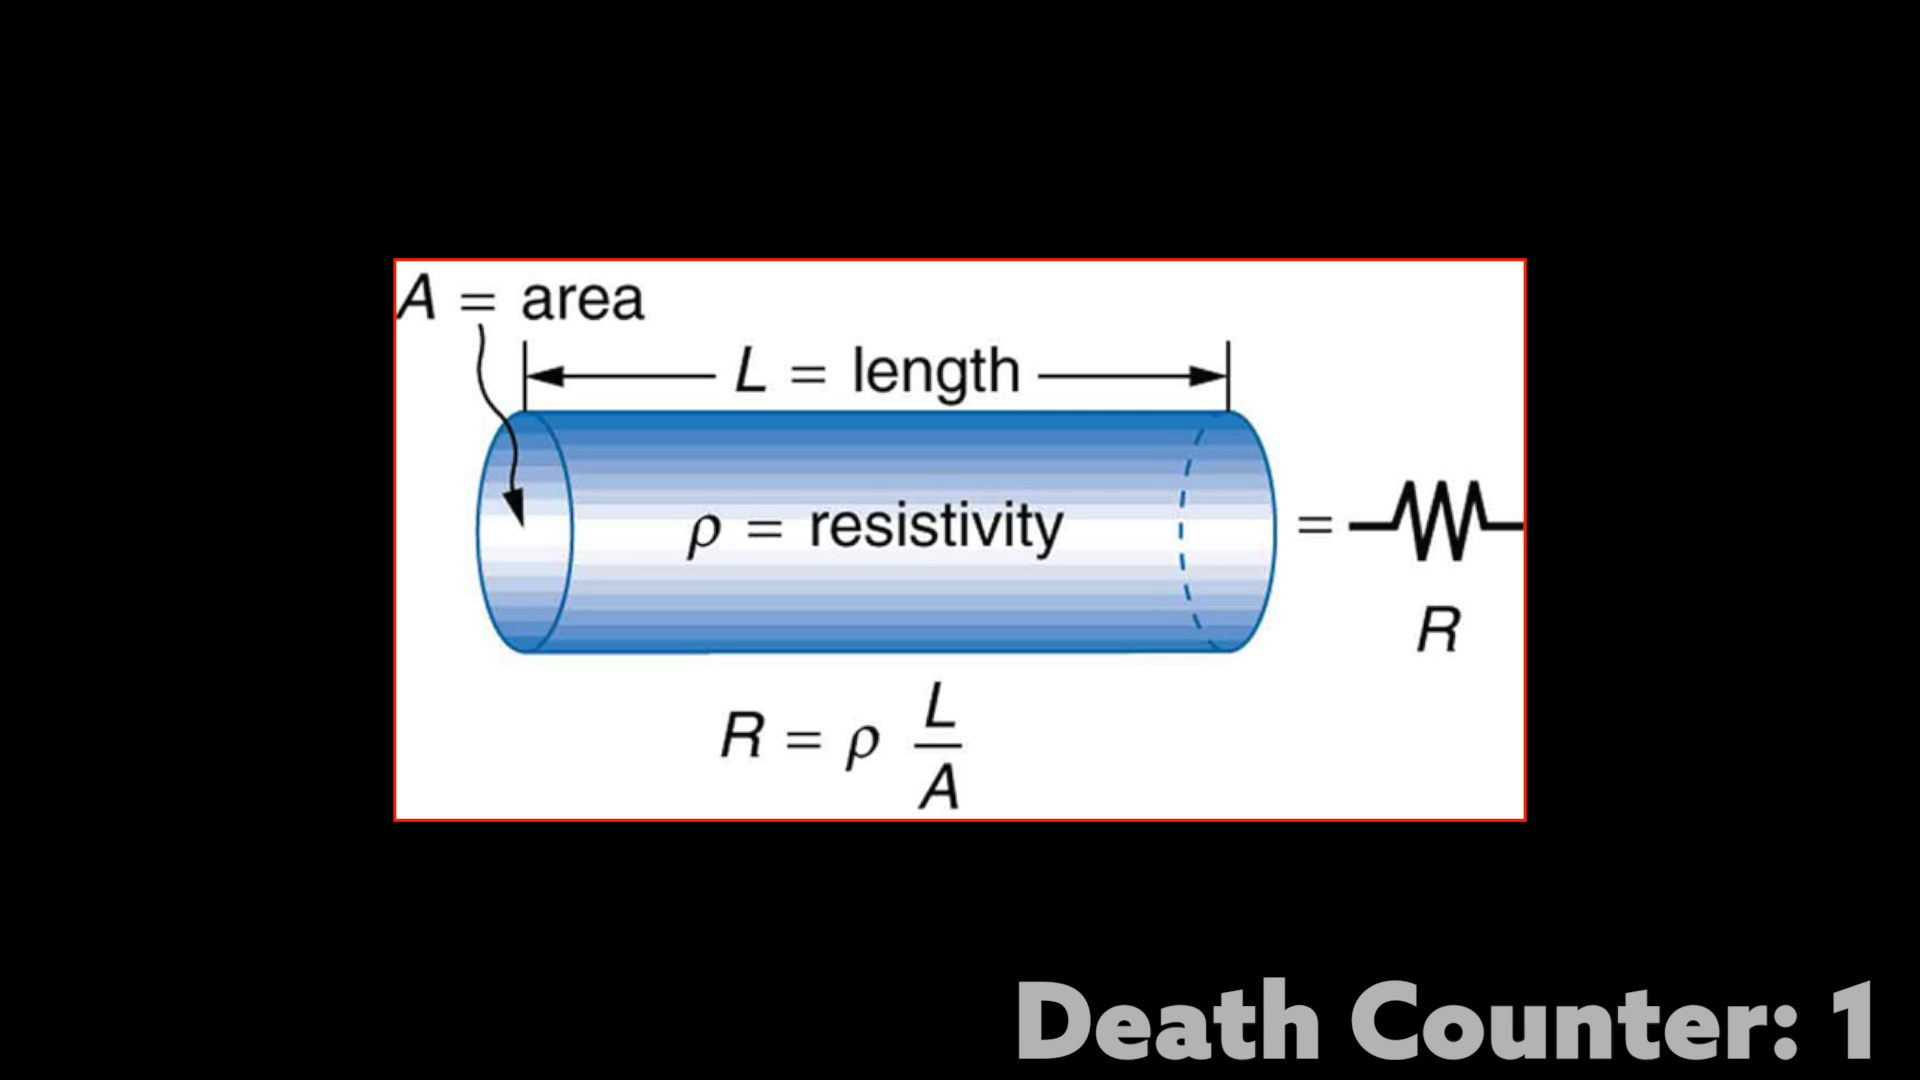 A = area
L = length
ρ = resistivity
=
R
R = ρ L/A
Death Counter: 1